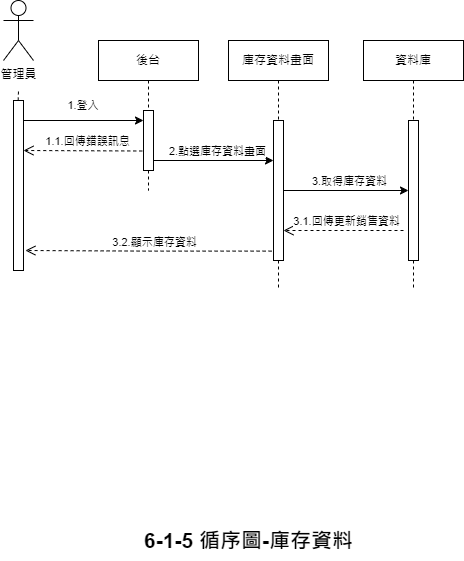 管理員
後台
庫存資料畫面
資料庫
1.登入
1.1.回傳錯誤訊息
2.點選庫存資料畫面
3.取得庫存資料
3.1.回傳更新銷售資料
3.2.顯示庫存資料
6-1-5 循序圖-庫存資料